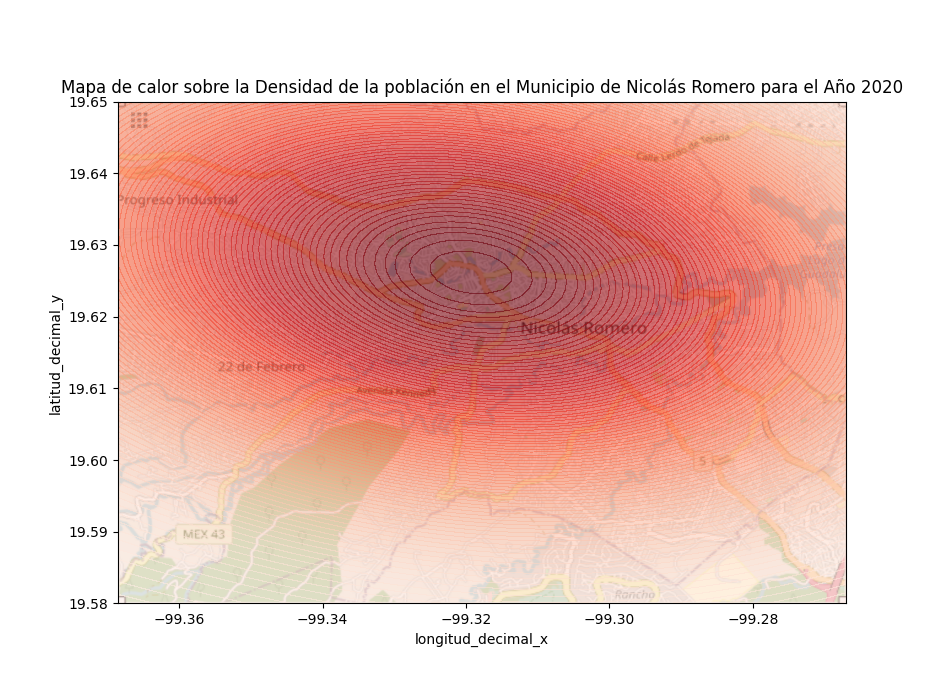 Mapa de calor sobre la Densidad de la población en el Municipio de Nicolás Romero para el Año 2020
19.65
19.64
19.63
19.62
19.61
19.60
19.59
19.58
latitud_decimal_y
Calle Lerdo de Tejada
Progreso Industrial
Nicolás Romero
22 de Febrero
Avenida Kennedy
5
MEX 43
Rancho
−99.36
−99.34
−99.32
−99.30
−99.28
longitud_decimal_x